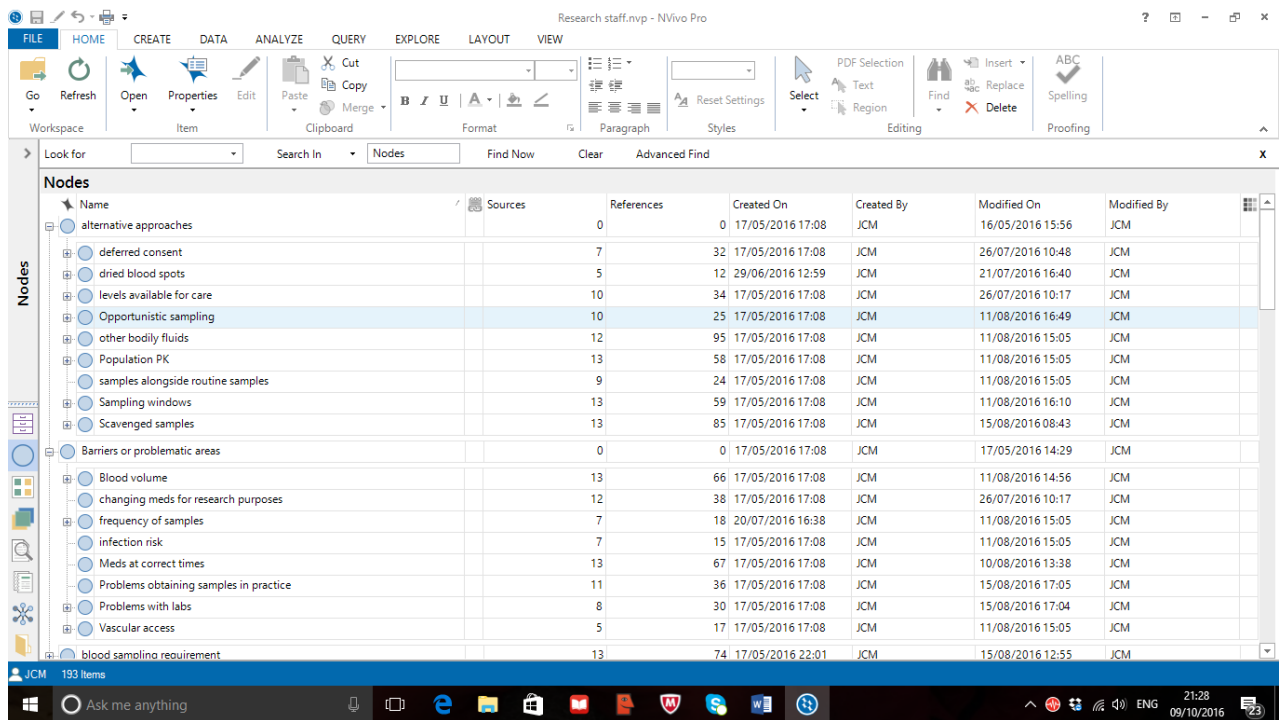 Research staff.nvp - NVivo Pro
FILE HOME CREATE DATA ANALYZE QUERY EXPLORE LAYOUT VIEW
Go Refresh Open Properties Edit Paste Cut Copy Merge B I U A Reset Settings Select PDF Selection Text Region Find Insert Replace Delete ABC Spelling
Workspace Item Clipboard Format Paragraph Styles Editing Proofing
Look for Search In Nodes Find Now Clear Advanced Find x
Nodes
Nodes
Name Sources References Created On Created By Modified On Modified By
alternative approaches 0 0 17/05/2016 17:08 JCM 16/05/2016 15:56 JCM
deferred consent 7 32 17/05/2016 17:08 JCM 26/07/2016 10:48 JCM
dried blood spots 5 12 29/06/2016 12:59 JCM 21/07/2016 16:40 JCM
levels available for care 10 34 17/05/2016 17:08 JCM 26/07/2016 10:17 JCM
Opportunistic sampling 10 25 17/05/2016 17:08 JCM 11/08/2016 16:49 JCM
other bodily fluids 12 95 17/05/2016 17:08 JCM 11/08/2016 15:05 JCM
Population PK 13 58 17/05/2016 17:08 JCM 11/08/2016 15:05 JCM
samples alongside routine samples 9 24 17/05/2016 17:08 JCM 11/08/2016 15:05 JCM
Sampling windows 13 59 17/05/2016 17:08 JCM 11/08/2016 16:10 JCM
Scavenged samples 13 85 17/05/2016 17:08 JCM 15/08/2016 08:43 JCM
Barriers or problematic areas 0 0 17/05/2016 17:08 JCM 17/05/2016 14:29 JCM
Blood volume 13 66 17/05/2016 17:08 JCM 11/08/2016 14:56 JCM
changing meds for research purposes 12 38 17/05/2016 17:08 JCM 26/07/2016 10:17 JCM
frequency of samples 7 18 20/07/2016 16:38 JCM 11/08/2016 15:05 JCM
infection risk 7 15 17/05/2016 17:08 JCM 11/08/2016 15:05 JCM
Meds at correct times 13 67 17/05/2016 17:08 JCM 10/08/2016 13:38 JCM
Problems obtaining samples in practice 11 36 17/05/2016 17:08 JCM 15/08/2016 17:05 JCM
Problems with labs 8 30 17/05/2016 17:08 JCM 15/08/2016 17:04 JCM
Vascular access 5 17 17/05/2016 17:08 JCM 11/08/2016 15:05 JCM
blood sampling requirement 13 74 17/05/2016 22:01 JCM 15/08/2016 12:55 JCM
JCM 193 Items
Ask me anything ENG 21:28
09/10/2016 23